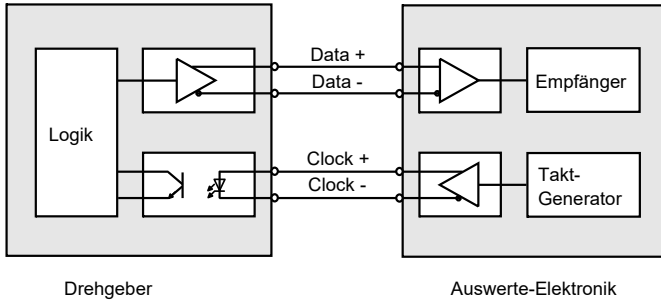 Data +
Data -
Logik
Empfänger
Clock +
Clock -
Takt-
Generator
Drehgeber
Auswerte-Elektronik